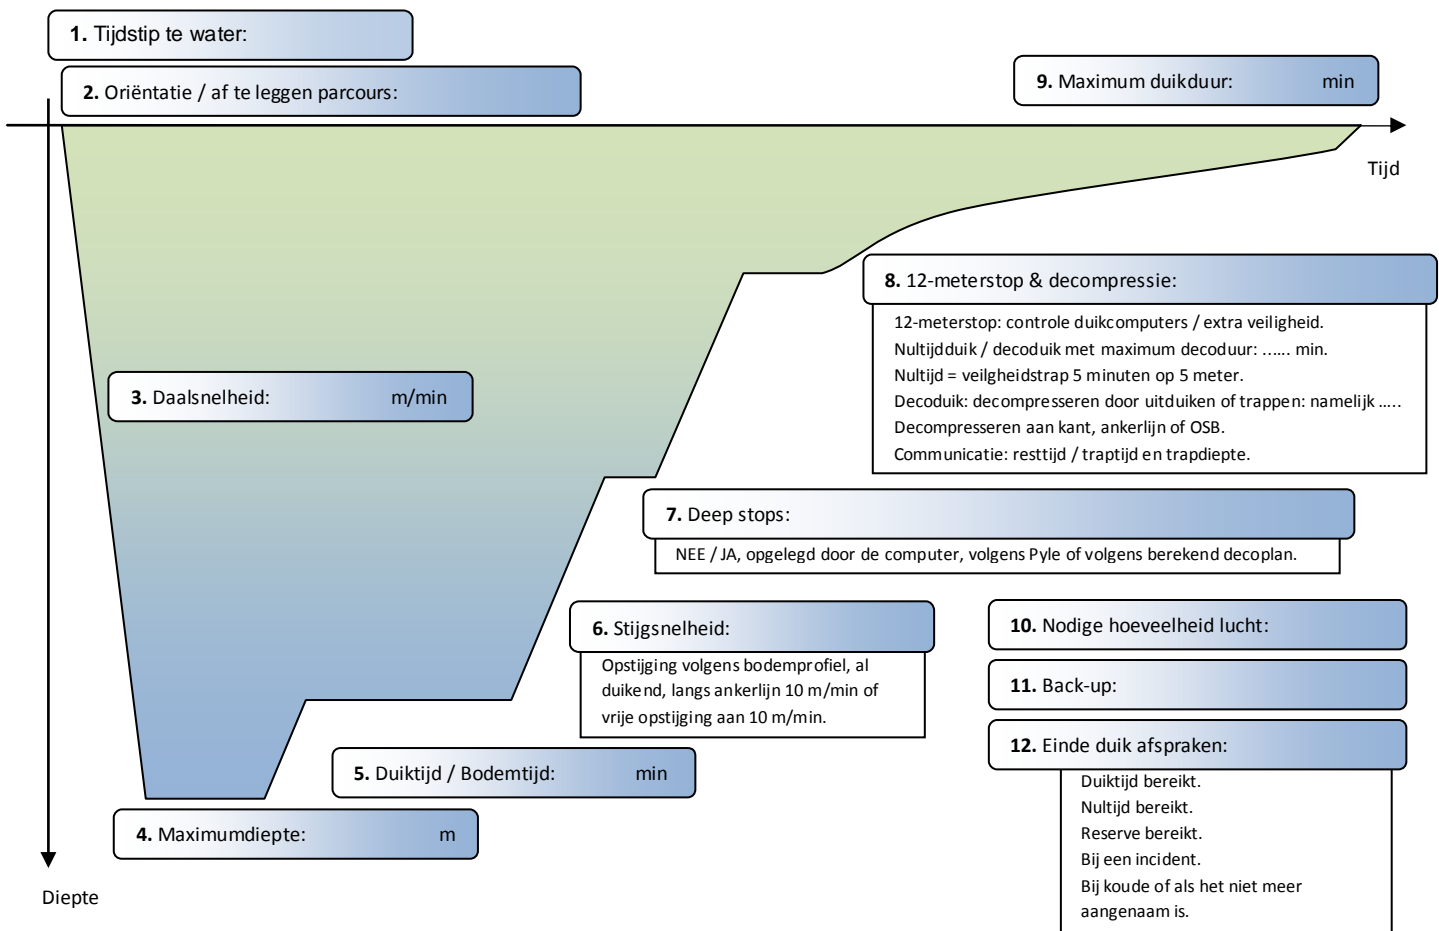 1. Tijdstip te water:
2. Oriëntatie / af te leggen parcours:
9. Maximum duikduur: min
Tijd
8. 12-meterstop & decompressie:
12-meterstop: controle duikcomputers / extra veiligheid.
Nultijdduik / decoduik met maximum decoduur: …... min.
Nultijd = veilgheidstrap 5 minuten op 5 meter.
Decoduik: decompresseren door uitduiken of trappen: namelijk …..
Decompresseren aan kant, ankerlijn of OSB.
Communicatie: resttijd / traptijd en trapdiepte.
3. Daalsnelheid: m/min
7. Deep stops:
NEE / JA, opgelegd door de computer, volgens Pyle of volgens berekend decoplan.
6. Stijgsnelheid:
Opstijging volgens bodemprofiel, al
duikend, langs ankerlijn 10 m/min of
vrije opstijging aan 10 m/min.
10. Nodige hoeveelheid lucht:
11. Back-up:
12. Einde duik afspraken:
Duiktijd bereikt.
Nultijd bereikt.
Reserve bereikt.
Bij een incident.
Bij koude of als het niet meer
aangenaam is.
5. Duiktijd / Bodemtijd: min
4. Maximumdiepte: m
Diepte